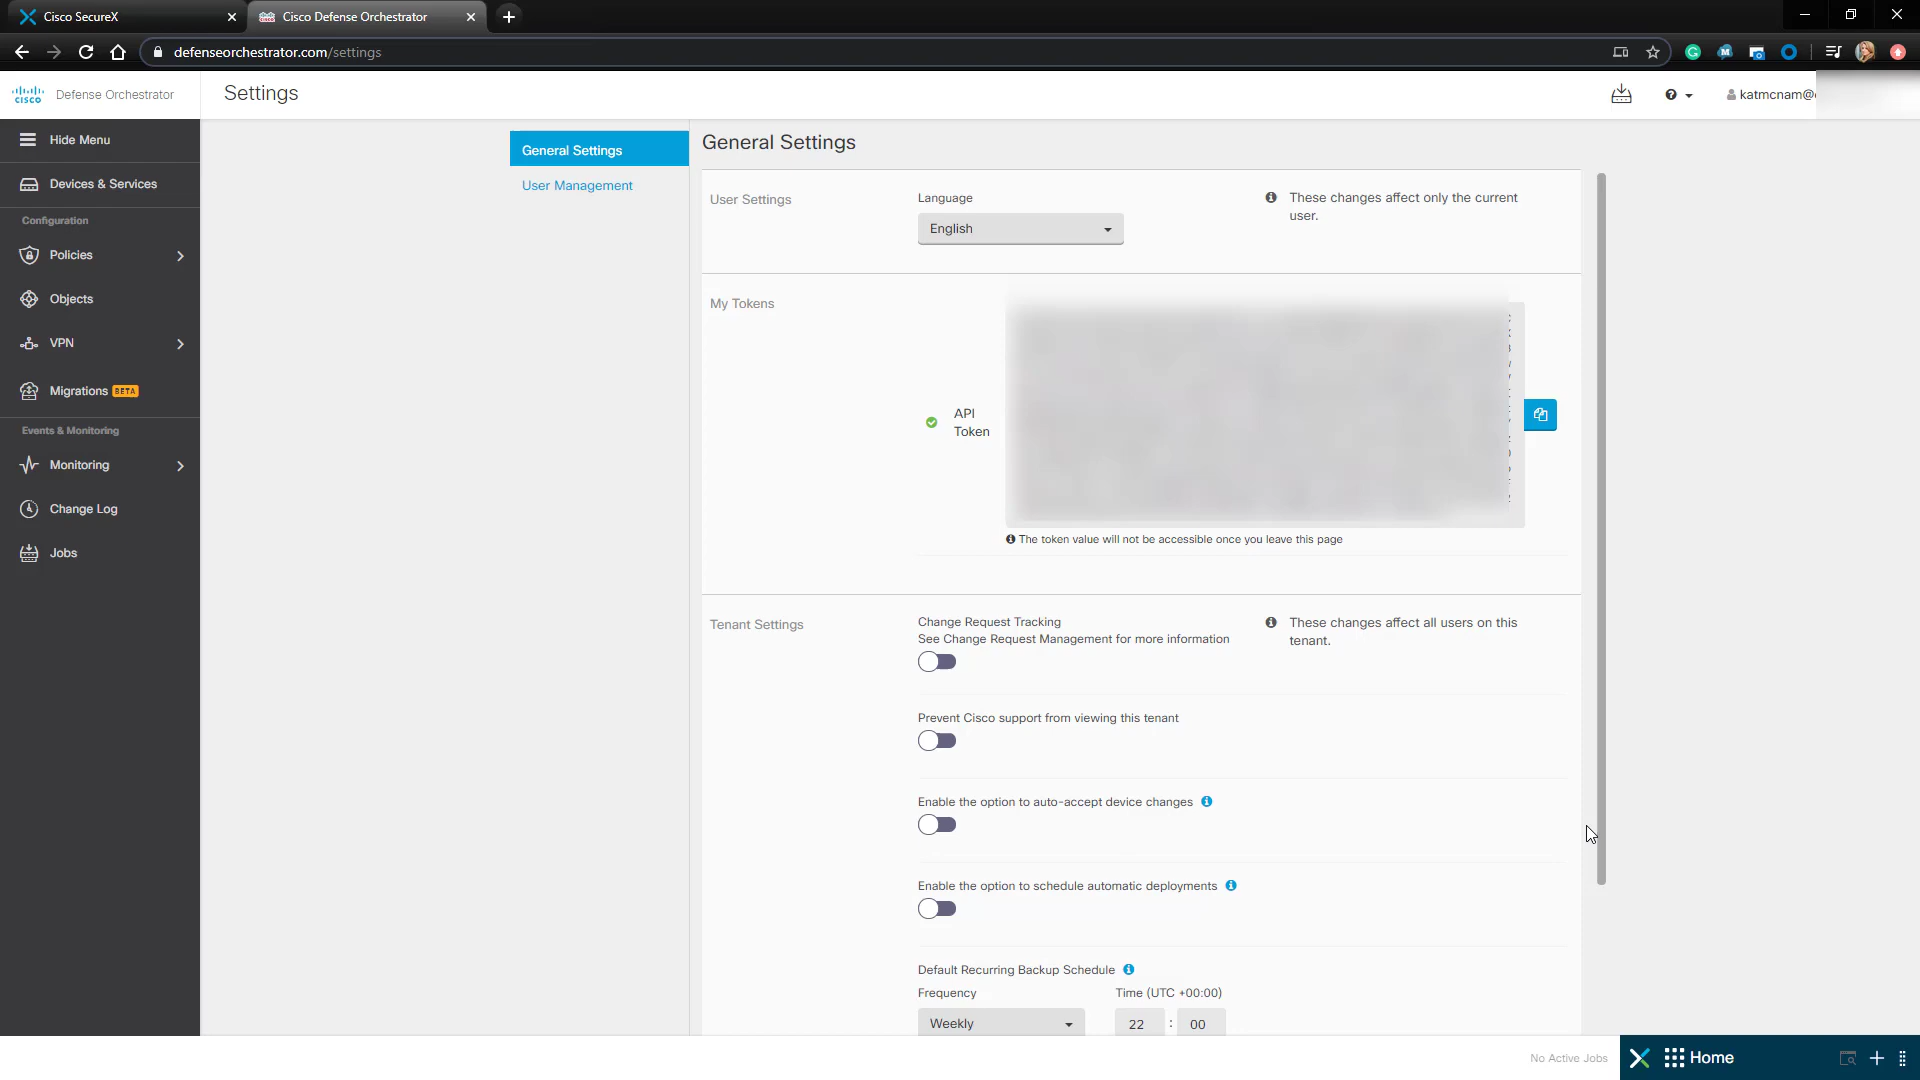 Cisco SecureX
Cisco Defense Orchestrator
defenseorchestrator.com/settings
CISCO
Defense Orchestrator
Settings
katmcnam@
Hide Menu
Devices & Services
Configuration
Policies
Objects
VPN
Migrations BETA
Events & Monitoring
Monitoring
Change Log
Jobs
General Settings
User Management
General Settings
User Settings
Language
English
These changes affect only the current
user.
My Tokens
API
Token
The token value will not be accessible once you leave this page
Tenant Settings
Change Request Tracking
See Change Request Management for more information
These changes affect all users on this
tenant.
Prevent Cisco support from viewing this tenant
Enable the option to auto-accept device changes
Enable the option to schedule automatic deployments
Default Recurring Backup Schedule
Frequency
Time (UTC +00:00)
Weekly
22 : 00
No Active Jobs
Home